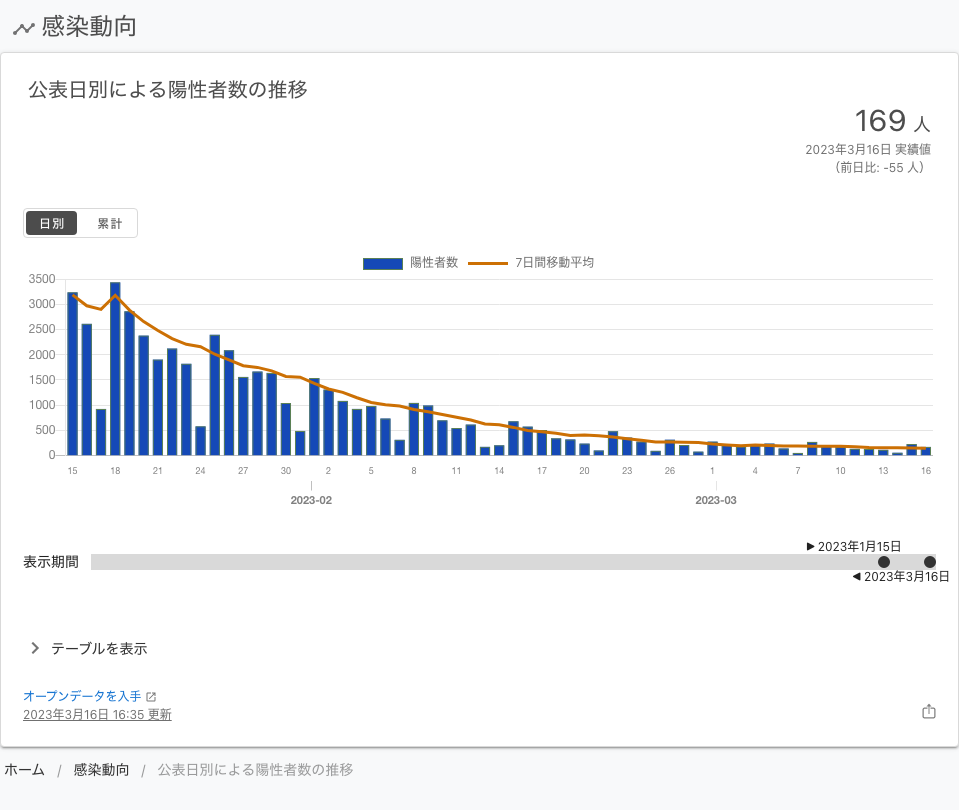 感染動向
公表日別による陽性者数の推移
169 人
2023年3月16日 実績値
（前日比: -55 人）
日別 累計
陽性者数 7日間移動平均
3500
3000
2500
2000
1500
1000
500
0
15 18 21 24 27 30 2 5 8 11 14 17 20 23 26 1 4 7 10 13 16
2023-02 2023-03
▶ 2023年1月15日
表示期間
◀ 2023年3月16日
テーブルを表示
オープンデータを入手
2023年3月16日 16:35 更新
ホーム / 感染動向 / 公表日別による陽性者数の推移